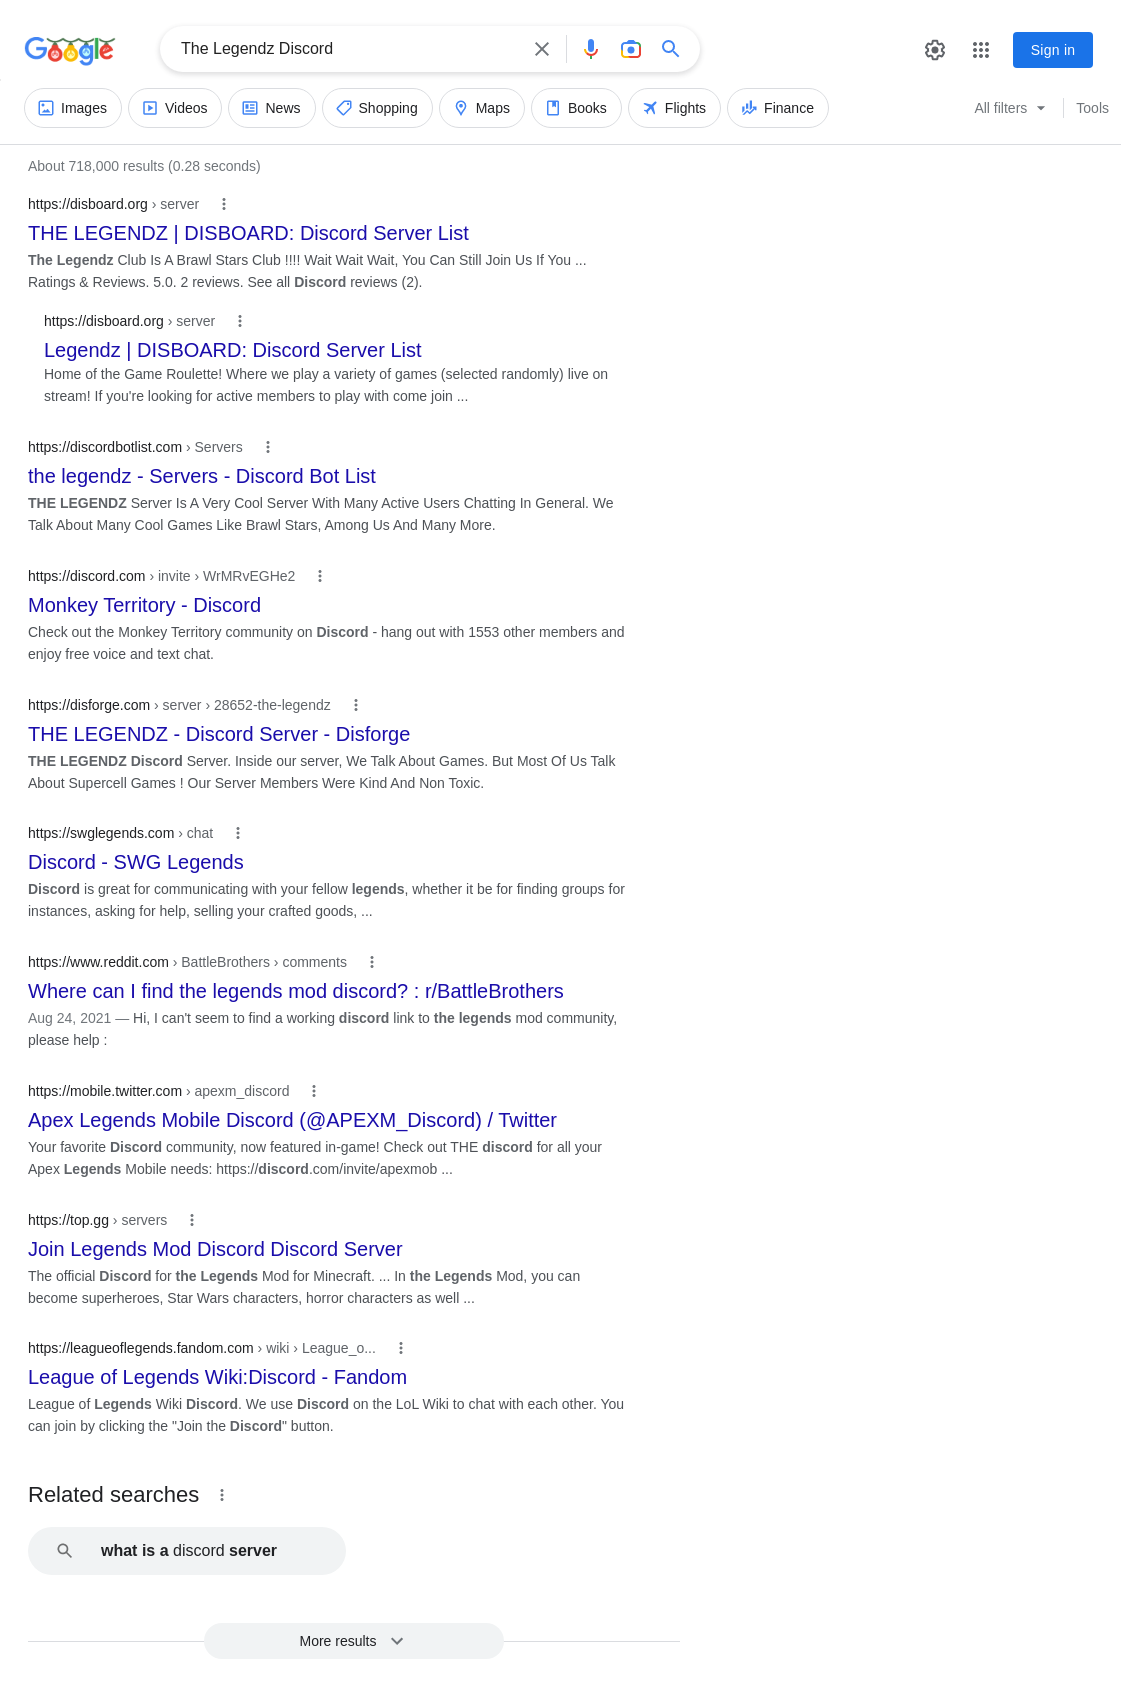 Google
The Legendz Discord
Sign in
Images
Videos
News
Shopping
Maps
Books
Flights
Finance
All filters
Tools
About 718,000 results (0.28 seconds)
https://disboard.org › server
THE LEGENDZ | DISBOARD: Discord Server List
The Legendz Club Is A Brawl Stars Club !!!! Wait Wait Wait, You Can Still Join Us If You ...
Ratings & Reviews. 5.0. 2 reviews. See all Discord reviews (2).
https://disboard.org › server
Legendz | DISBOARD: Discord Server List
Home of the Game Roulette! Where we play a variety of games (selected randomly) live on
stream! If you're looking for active members to play with come join ...
https://discordbotlist.com › Servers
the legendz - Servers - Discord Bot List
THE LEGENDZ Server Is A Very Cool Server With Many Active Users Chatting In General. We
Talk About Many Cool Games Like Brawl Stars, Among Us And Many More.
https://discord.com › invite › WrMRvEGHe2
Monkey Territory - Discord
Check out the Monkey Territory community on Discord - hang out with 1553 other members and
enjoy free voice and text chat.
https://disforge.com › server › 28652-the-legendz
THE LEGENDZ - Discord Server - Disforge
THE LEGENDZ Discord Server. Inside our server, We Talk About Games. But Most Of Us Talk
About Supercell Games ! Our Server Members Were Kind And Non Toxic.
https://swglegends.com › chat
Discord - SWG Legends
Discord is great for communicating with your fellow legends, whether it be for finding groups for
instances, asking for help, selling your crafted goods, ...
https://www.reddit.com › BattleBrothers › comments
Where can I find the legends mod discord? : r/BattleBrothers
Aug 24, 2021 — Hi, I can't seem to find a working discord link to the legends mod community,
please help :
https://mobile.twitter.com › apexm_discord
Apex Legends Mobile Discord (@APEXM_Discord) / Twitter
Your favorite Discord community, now featured in-game! Check out THE discord for all your
Apex Legends Mobile needs: https://discord.com/invite/apexmob ...
https://top.gg › servers
Join Legends Mod Discord Discord Server
The official Discord for the Legends Mod for Minecraft. ... In the Legends Mod, you can
become superheroes, Star Wars characters, horror characters as well ...
https://leagueoflegends.fandom.com › wiki › League_o...
League of Legends Wiki:Discord - Fandom
League of Legends Wiki Discord. We use Discord on the LoL Wiki to chat with each other. You
can join by clicking the "Join the Discord" button.
Related searches
what is a discord server
More results